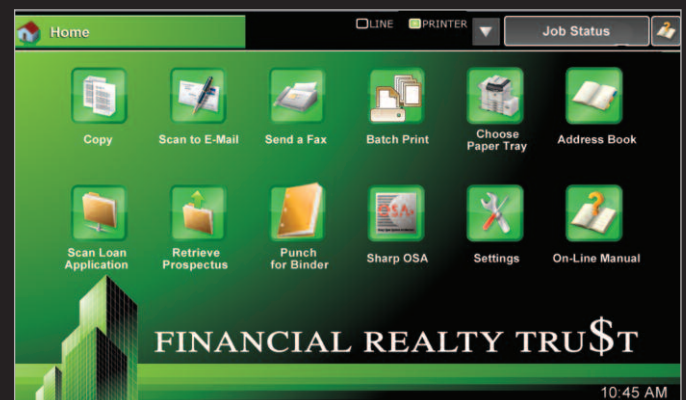 Home
LINE PRINTER
Job Status
Copy
Scan to E-Mail
Send a Fax
Batch Print
Choose
Paper Tray
Address Book
Scan Loan
Application
Retrieve
Prospectus
Punch
for Binder
Sharp OSA
Settings
On-Line Manual
FINANCIAL REALTY TRU$T
10:45 AM